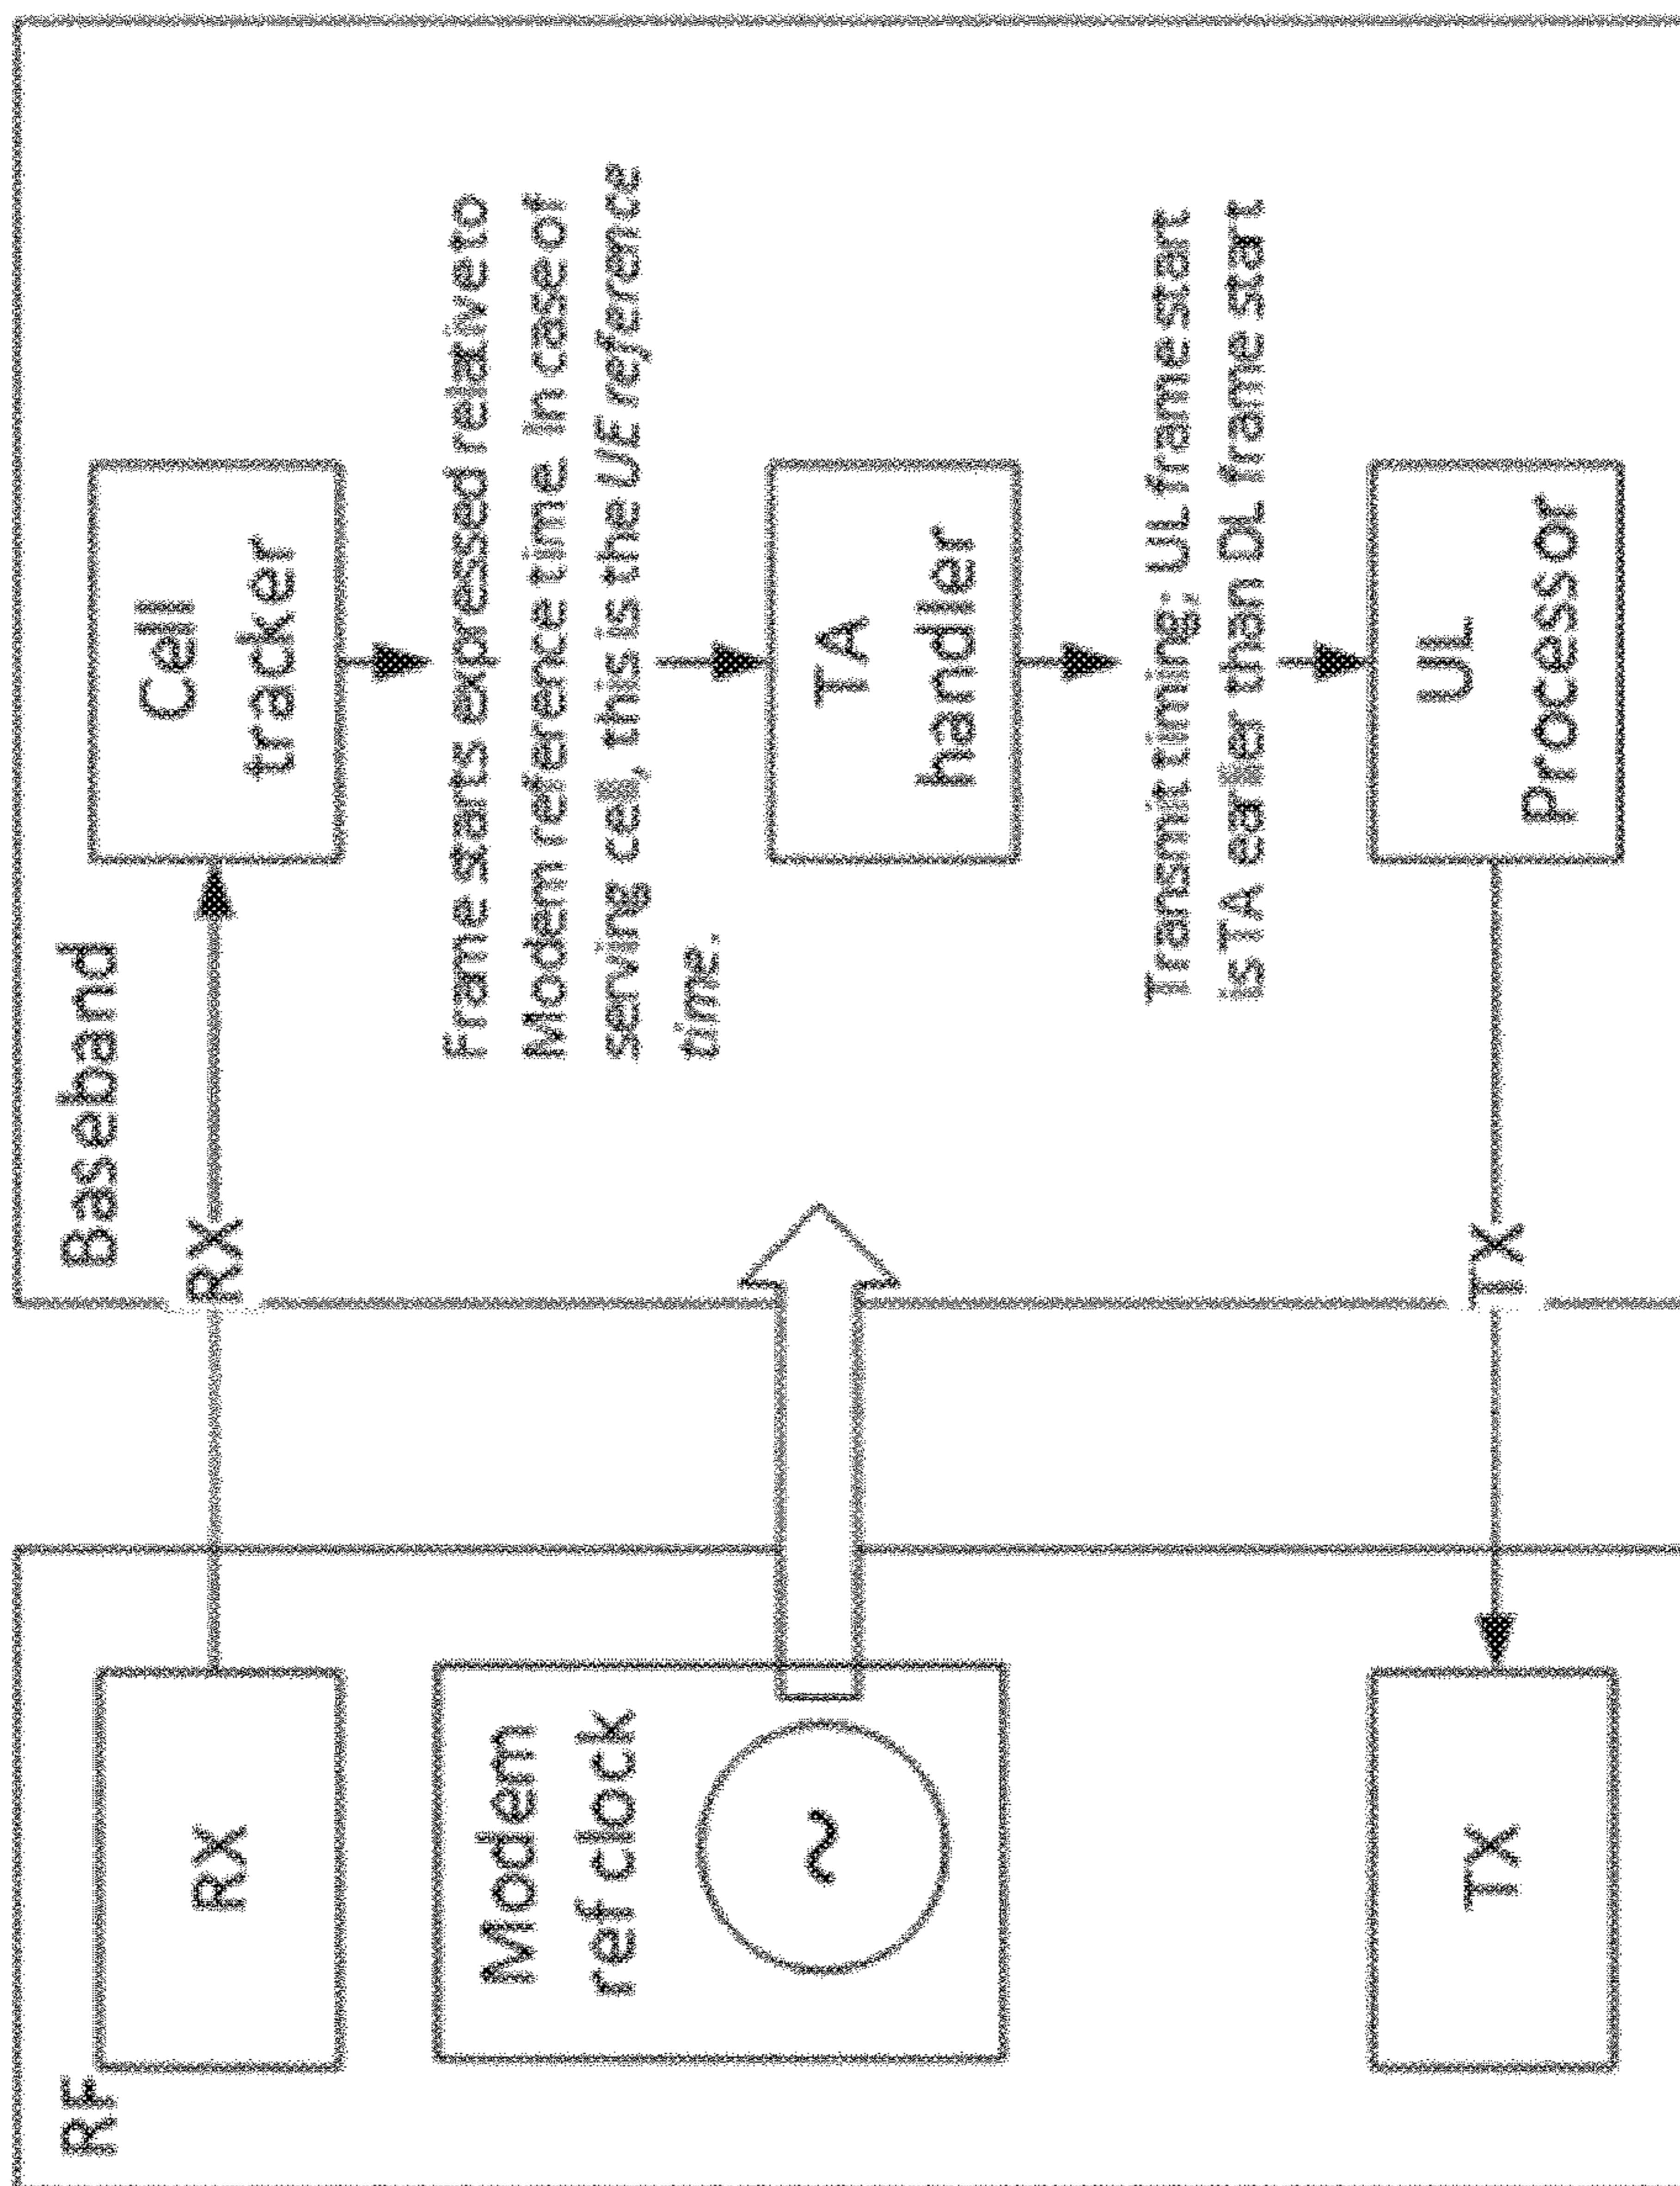 RF
RX
Modem
ref clock
~
TX
Baseband
RX
Cell
tracker
Frame starts expressed relative to
Modem reference time. In case of
serving cell, this is the UE reference
time.
TA
handler
Transmit timing: UL frame start
is TA earlier than DL frame start
UL
Processor
TX